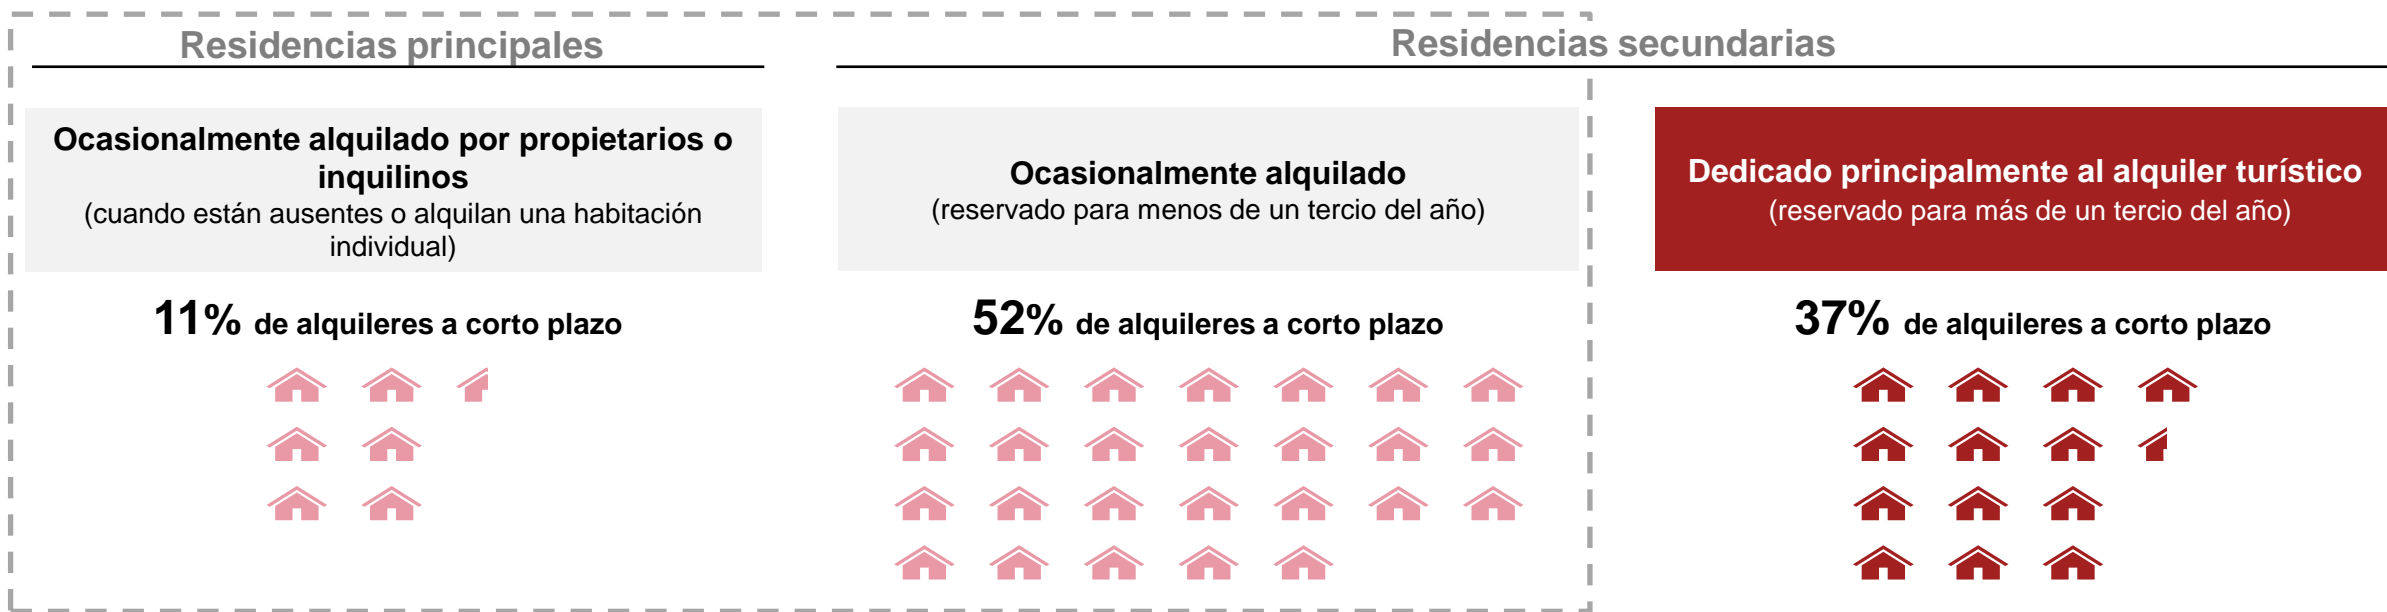 Residencias principales
Residencias secundarias
Ocasionalmente alquilado por propietarios o
inquilinos
(cuando están ausentes o alquilan una habitación
individual)
Ocasionalmente alquilado
(reservado para menos de un tercio del año)
Dedicado principalmente al alquiler turístico
(reservado para más de un tercio del año)
11% de alquileres a corto plazo
52% de alquileres a corto plazo
37% de alquileres a corto plazo